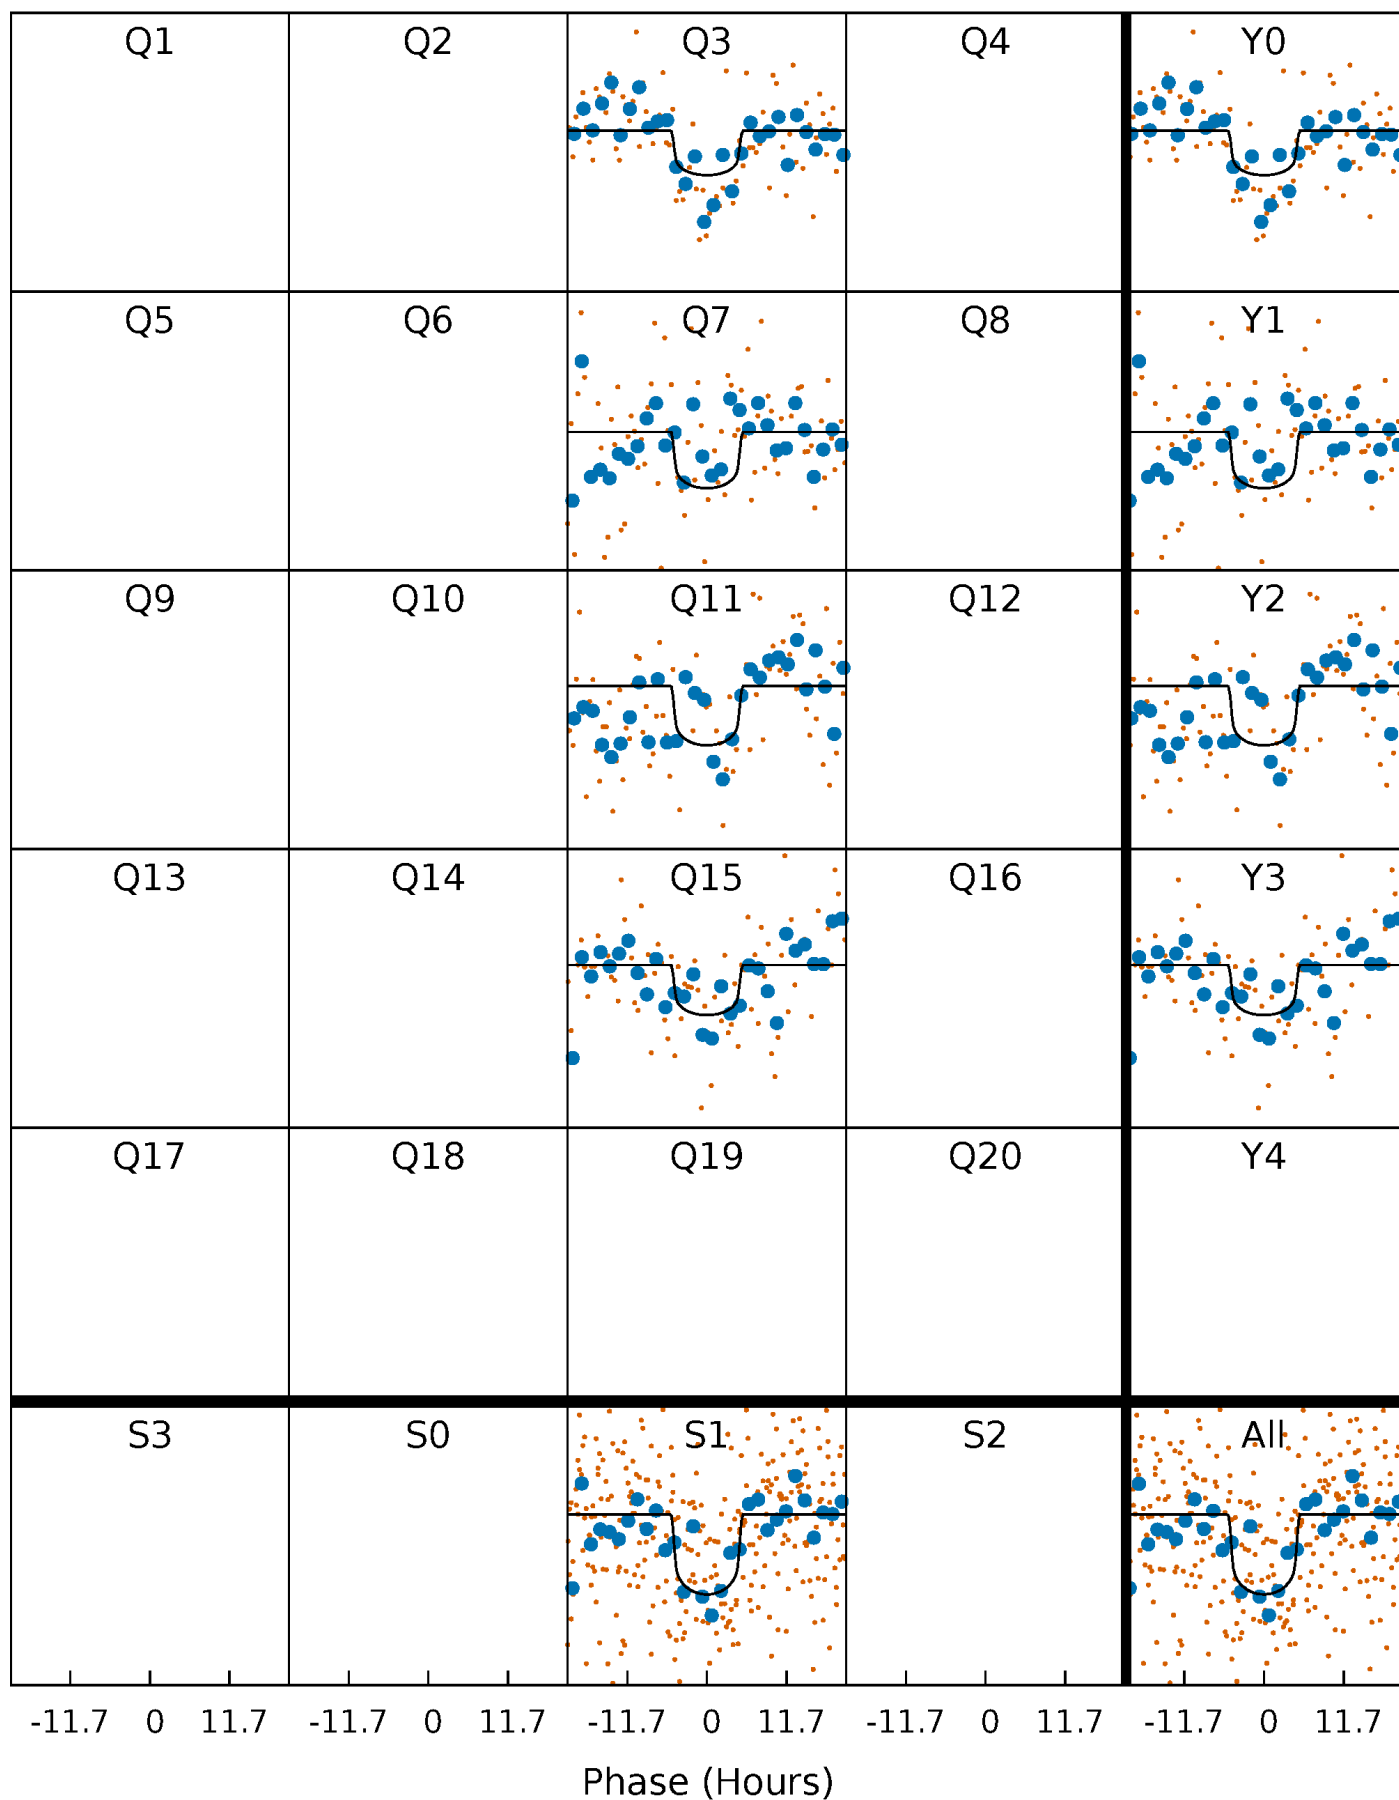 Q1 Q2 Q3 Q4 Y0
Q5 Q6 Q7 Q8 Y1
Q9 Q10 Q11 Q12 Y2
Q13 Q14 Q15 Q16 Y3
Q17 Q18 Q19 Q20 Y4
S3 S0 S1 S2 All
-11.7 0 11.7 -11.7 0 11.7 -11.7 0 11.7 -11.7 0 11.7 -11.7 0 11.7
Phase (Hours)